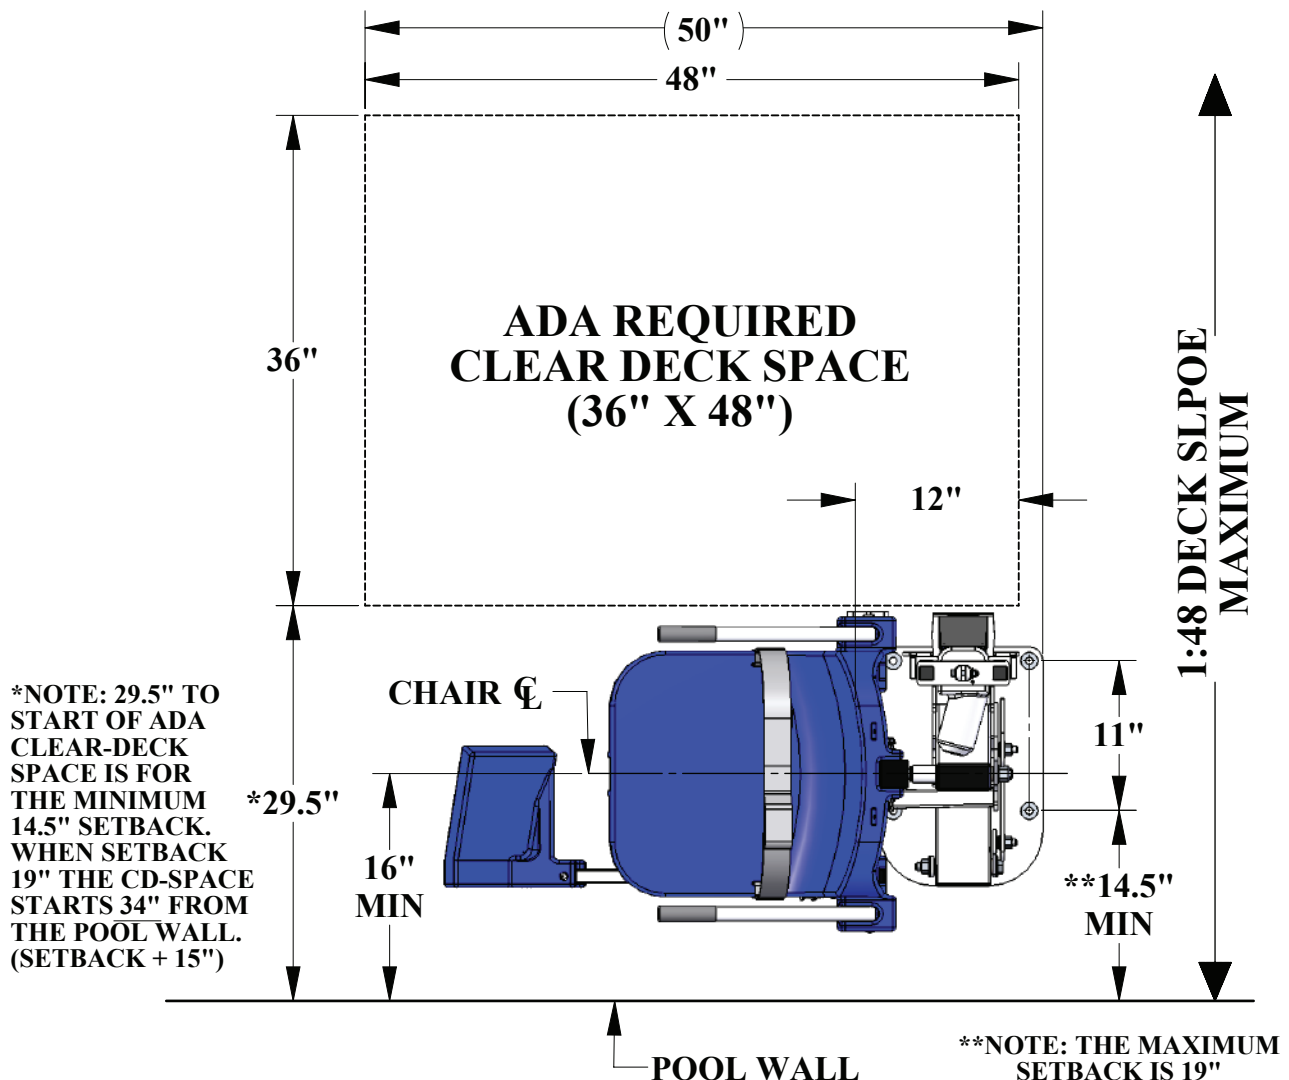 (50")
48"
36"
ADA REQUIRED
CLEAR DECK SPACE
(36" X 48")
12"
1:48 DECK SLPOE
MAXIMUM
CHAIR ℄
11"
*NOTE: 29.5" TO
START OF ADA
CLEAR-DECK
SPACE IS FOR
THE MINIMUM
14.5" SETBACK.
WHEN SETBACK
19" THE CD-SPACE
STARTS 34" FROM
THE POOL WALL.
(SETBACK + 15")
*29.5"
16"
MIN
**14.5"
MIN
POOL WALL
**NOTE: THE MAXIMUM
SETBACK IS 19"